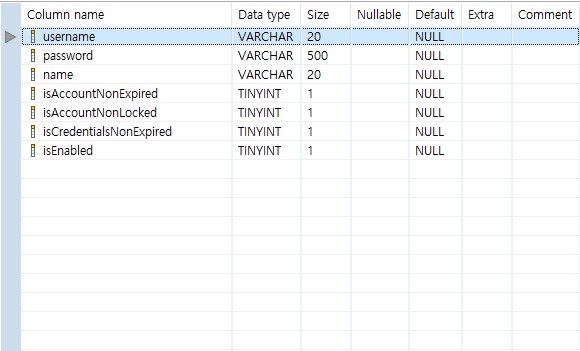 Column name Data type Size Nullable Default Extra Comment
username VARCHAR 20 NULL
password VARCHAR 500 NULL
name VARCHAR 20 NULL
isAccountNonExpired TINYINT 1 NULL
isAccountNonLocked TINYINT 1 NULL
isCredentialsNonExpired TINYINT 1 NULL
isEnabled TINYINT 1 NULL